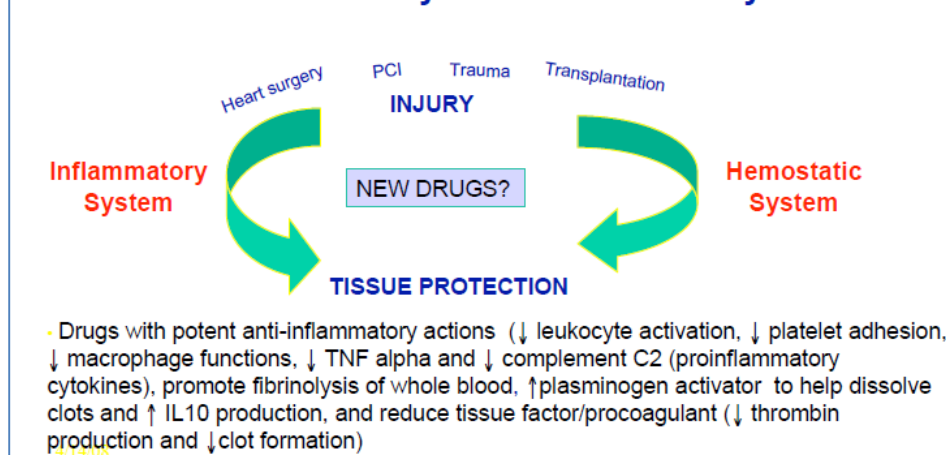 Heart surgery PCI Trauma Transplantation
INJURY
Inflammatory
System
NEW DRUGS?
Hemostatic
System
TISSUE PROTECTION
· Drugs with potent anti-inflammatory actions (↓ leukocyte activation, ↓ platelet adhesion,
↓ macrophage functions, ↓ TNF alpha and ↓ complement C2 (proinflammatory
cytokines), promote fibrinolysis of whole blood, ↑plasminogen activator to help dissolve
clots and ↑ IL10 production, and reduce tissue factor/procoagulant (↓ thrombin
production and ↓clot formation)